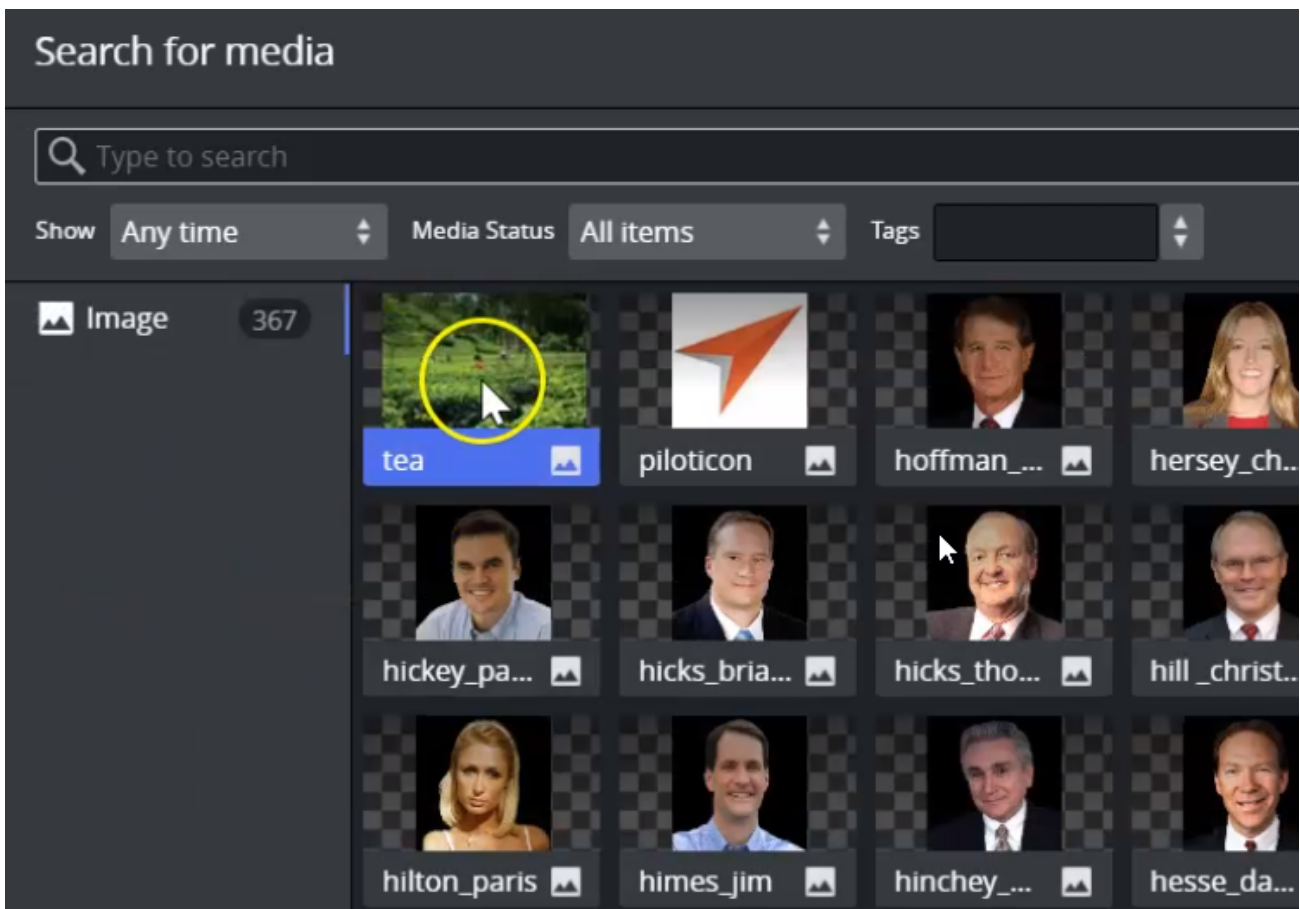 Search for media
Type to search
Show Any time Media Status All items Tags
Image 367
tea piloticon hoffman_... hersey_ch...
hickey_pa... hicks_bria... hicks_tho... hill _christ...
hilton_paris himes_jim hinchey_... hesse_da...